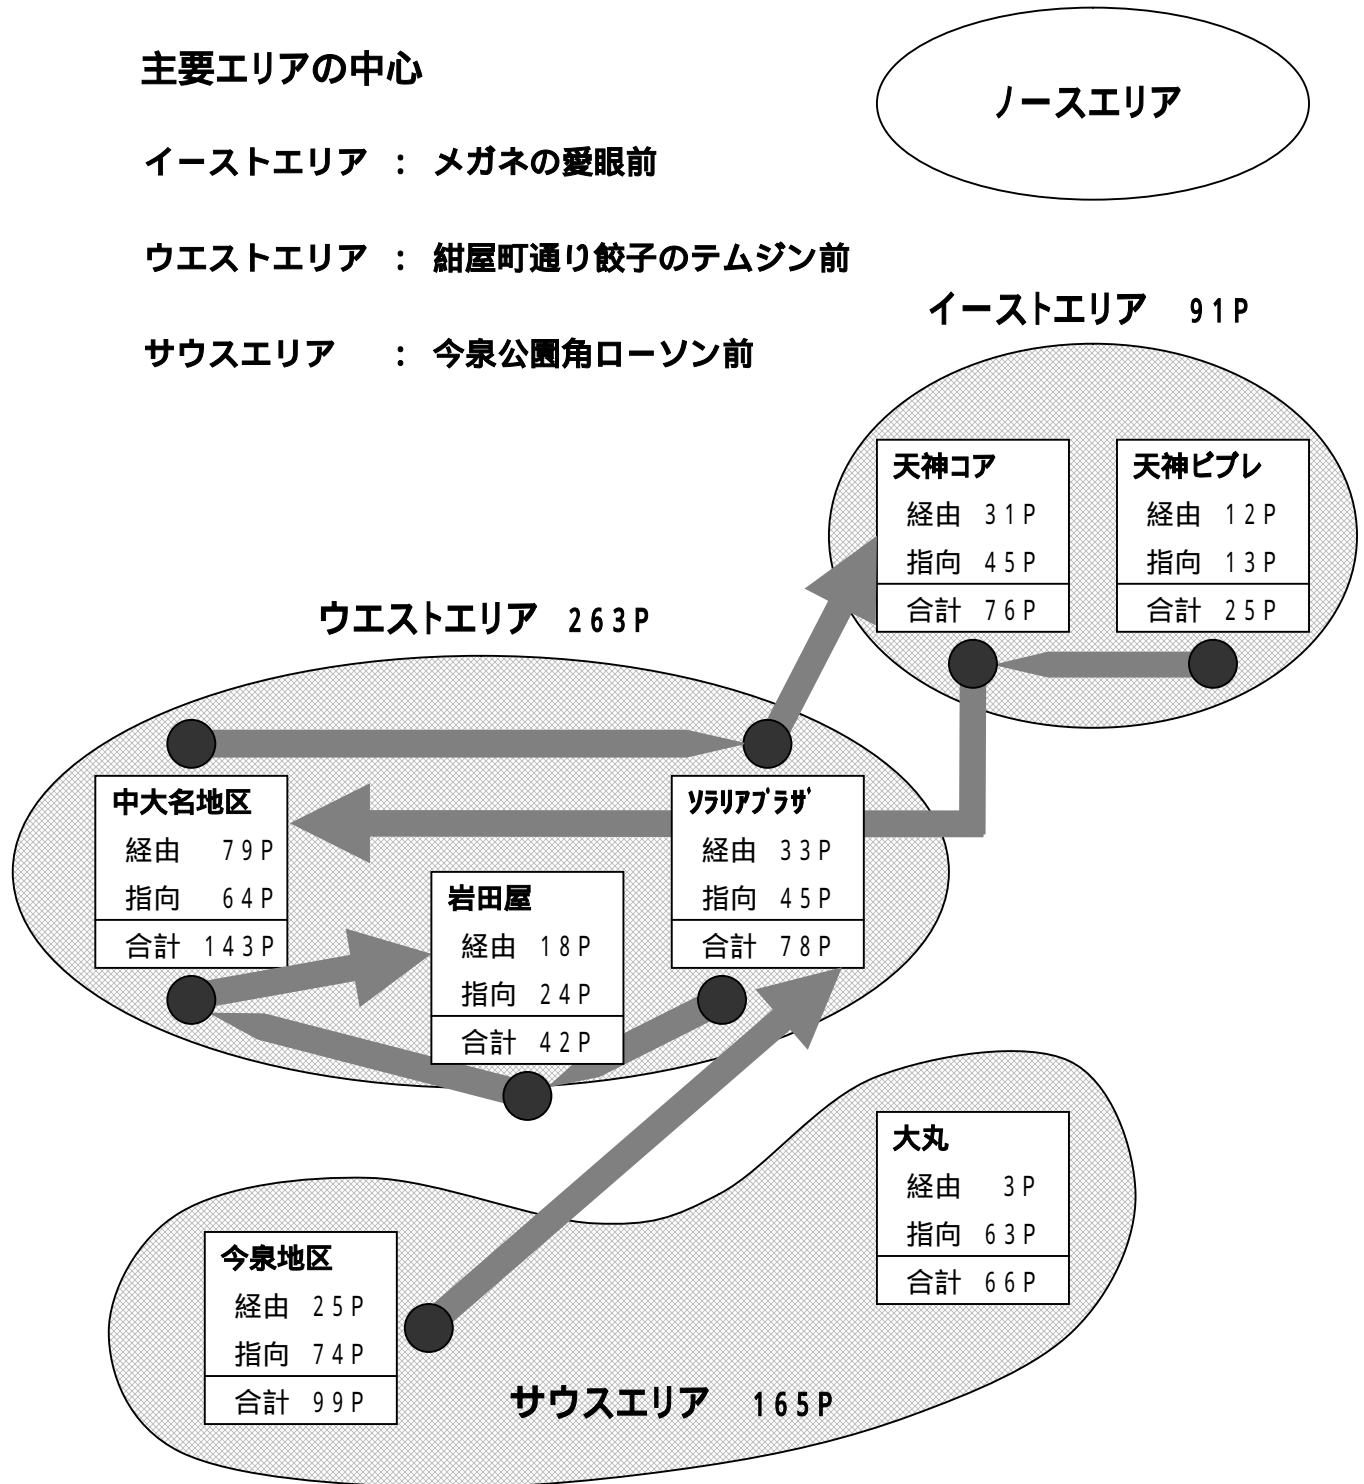 主要エリアの中心
ノースエリア
イーストエリア : メガネの愛眼前
ウエストエリア : 紺屋町通り餃子のテムジン前
サウスエリア : 今泉公園角ローソン前
イーストエリア 91P
天神コア
経由 31P
指向 45P
合計 76P
天神ビブレ
経由 12P
指向 13P
合計 25P
ウエストエリア 263P
中大名地区
経由 79P
指向 64P
合計 143P
岩田屋
経由 18P
指向 24P
合計 42P
ｿﾗﾘｱﾌﾟﾗｻﾞ
経由 33P
指向 45P
合計 78P
大丸
経由 3P
指向 63P
合計 66P
今泉地区
経由 25P
指向 74P
合計 99P
サウスエリア 165P